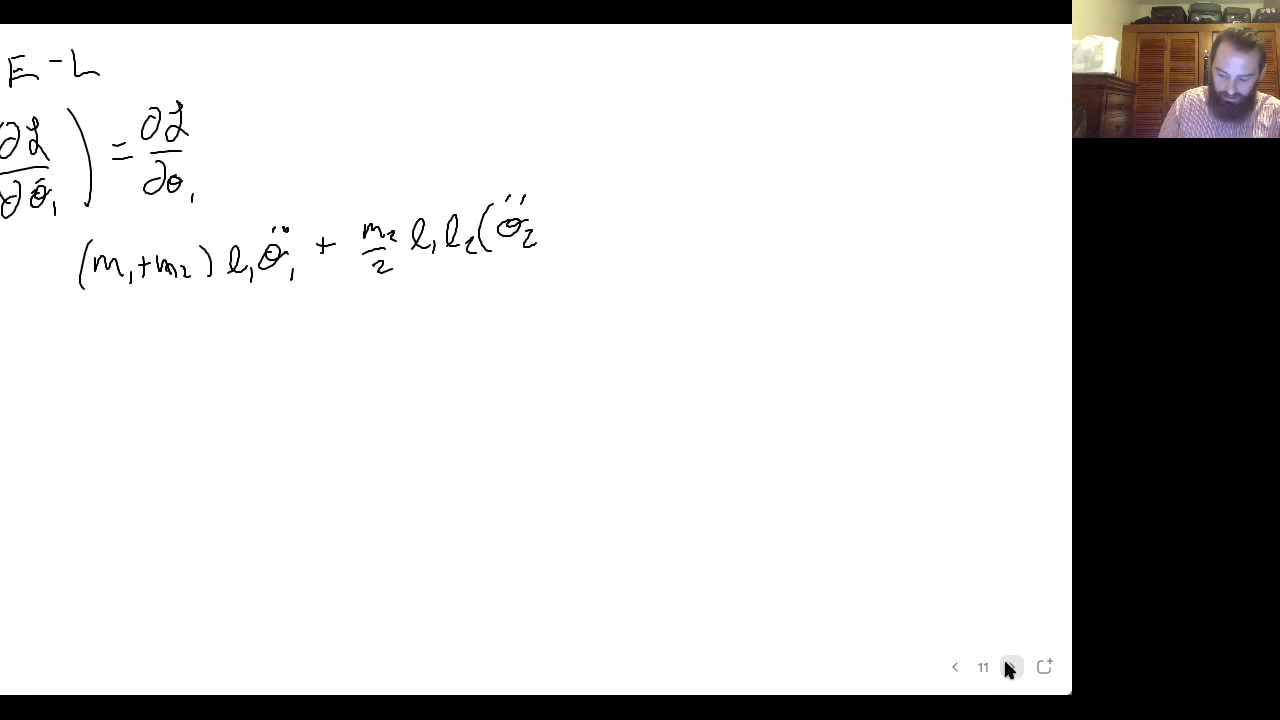 E-L
∂ℒ/∂θ̇₁) = ∂ℒ/∂θ₁
(m₁+m₂) l₁θ̈₁ + m₂/2 l₁l₂(θ̈₂
11